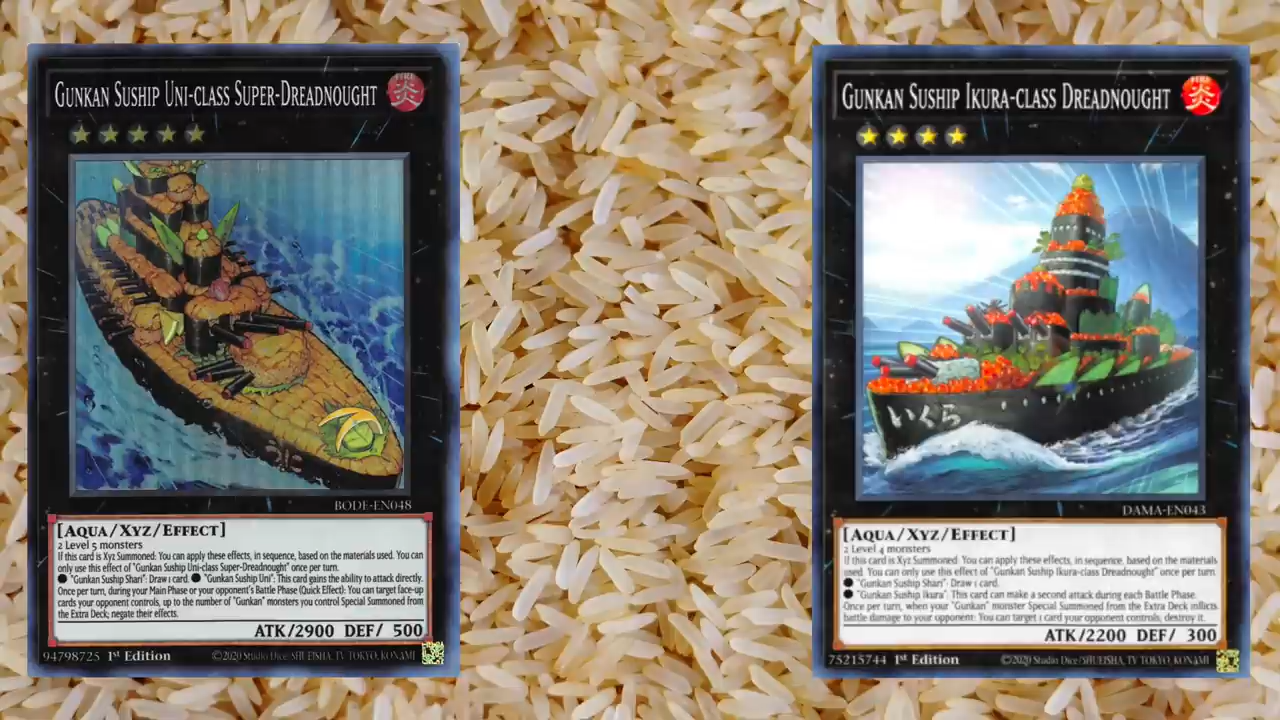 GUNKAN SUSHIP UNI-CLASS SUPER-DREADNOUGHT
FIRE
炎
うに
BODE-EN048
[AQUA/XYZ/EFFECT]
2 Level 5 monsters
If this card is Xyz Summoned: You can apply these effects, in sequence, based on the materials used. You can
only use this effect of "Gunkan Suship Uni-class Super-Dreadnought" once per turn.
● "Gunkan Suship Shari": Draw 1 card. ● "Gunkan Suship Uni": This card gains the ability to attack directly.
Once per turn, during your Main Phase or your opponent's Battle Phase (Quick Effect): You can target face-up
cards your opponent controls, up to the number of "Gunkan" monsters you control Special Summoned from
the Extra Deck; negate their effects.
ATK/2900 DEF/ 500
94798725 1st Edition ©2020 Studio Dice/SHUEISHA, TV TOKYO, KONAMI
GUNKAN SUSHIP IKURA-CLASS DREADNOUGHT
FIRE
炎
いくら
DAMA-EN043
[AQUA/XYZ/EFFECT]
2 Level 4 monsters
If this card is Xyz Summoned: You can apply these effects, in sequence, based on the materials
used. You can only use this effect of "Gunkan Suship Ikura-class Dreadnought" once per turn.
● "Gunkan Suship Shari": Draw 1 card.
● "Gunkan Suship Ikura": This card can make a second attack during each Battle Phase.
Once per turn, when your "Gunkan" monster Special Summoned from the Extra Deck inflicts
battle damage to your opponent: You can target 1 card your opponent controls, destroy it.
ATK/2200 DEF/ 300
75215744 1st Edition ©2020 Studio Dice/SHUEISHA, TV TOKYO, KONAMI